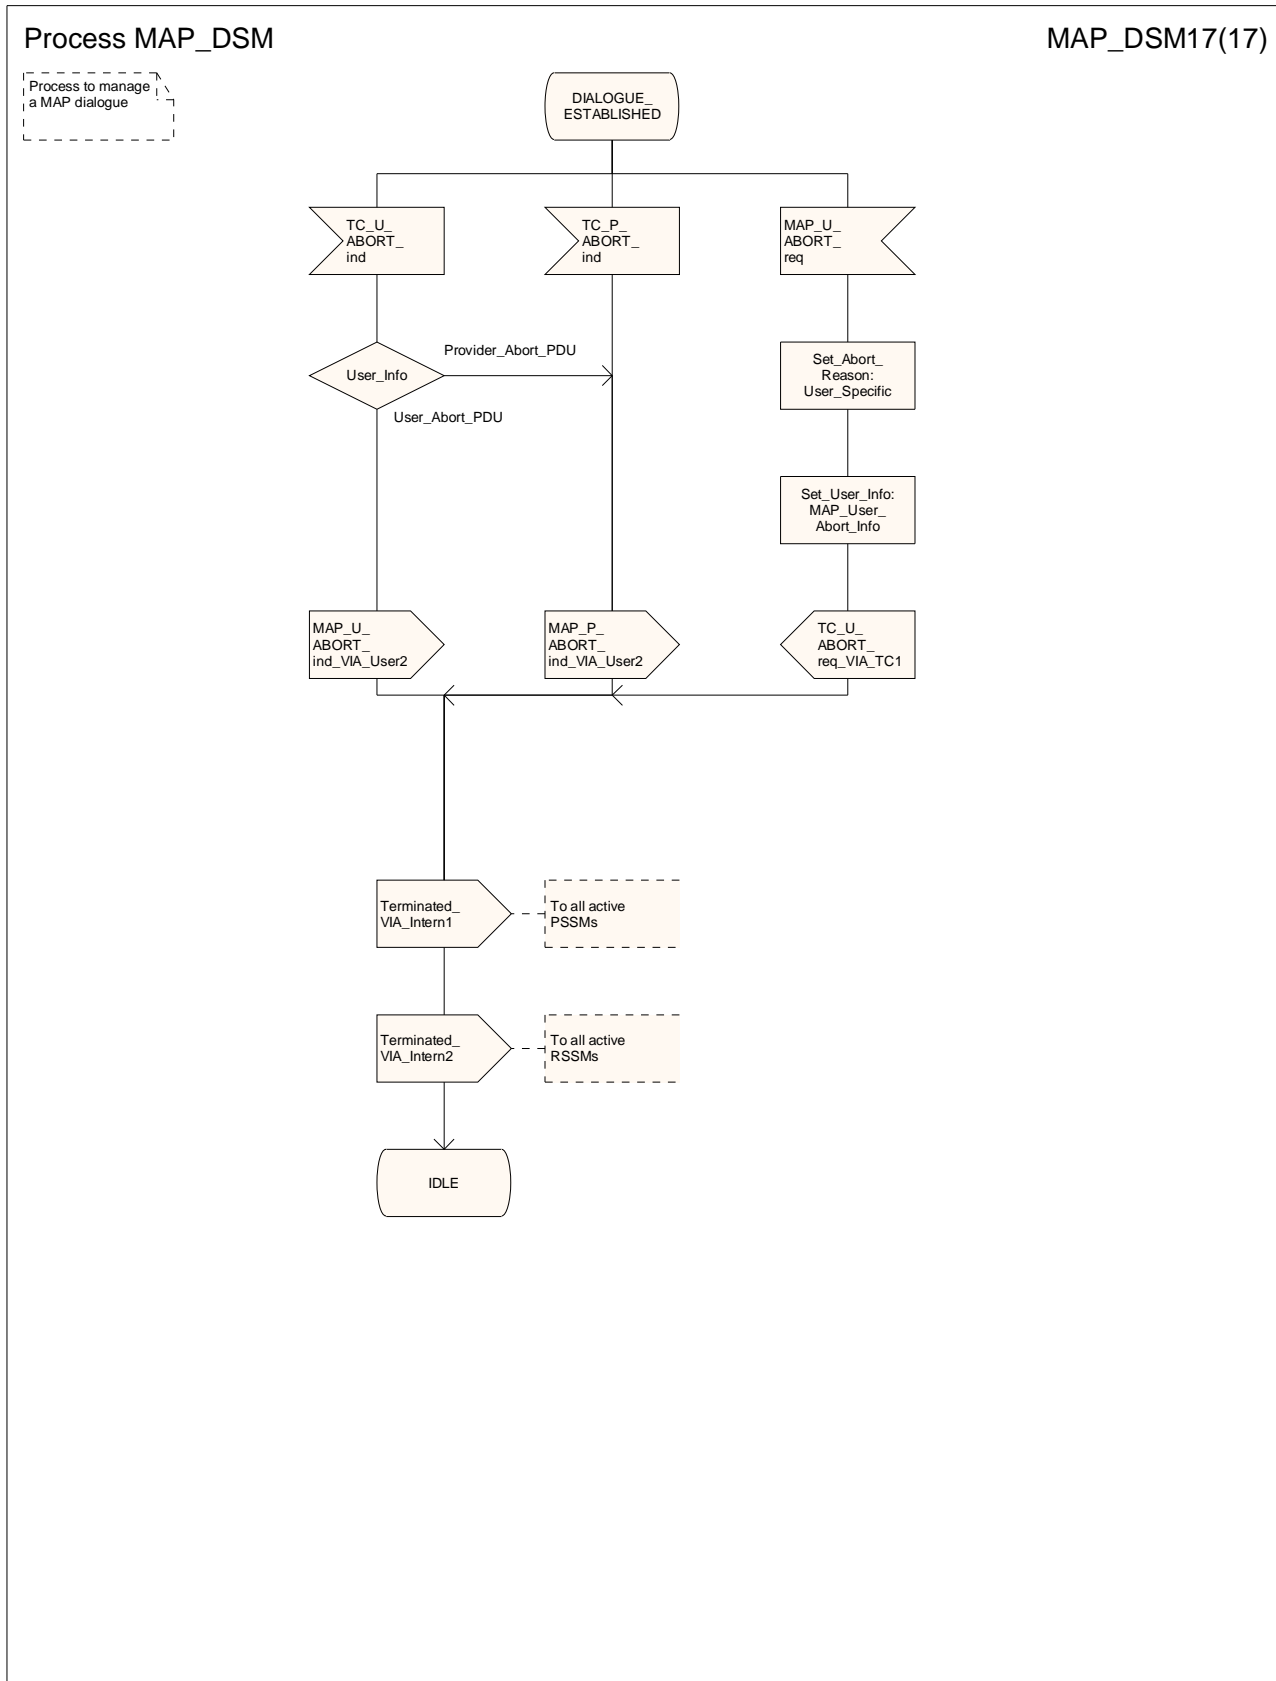 Process MAP_DSM
MAP_DSM17(17)
Process to manage
a MAP dialogue
DIALOGUE_
ESTABLISHED
TC_U_
ABORT_
ind
TC_P_
ABORT_
ind
MAP_U_
ABORT_
req
Provider_Abort_PDU
User_Info
User_Abort_PDU
Set_Abort_
Reason:
User_Specific
Set_User_Info:
MAP_User_
Abort_Info
MAP_U_
ABORT_
ind_VIA_User2
MAP_P_
ABORT_
ind_VIA_User2
TC_U_
ABORT_
req_VIA_TC1
Terminated_
VIA_Intern1
To all active
PSSMs
Terminated_
VIA_Intern2
To all active
RSSMs
IDLE